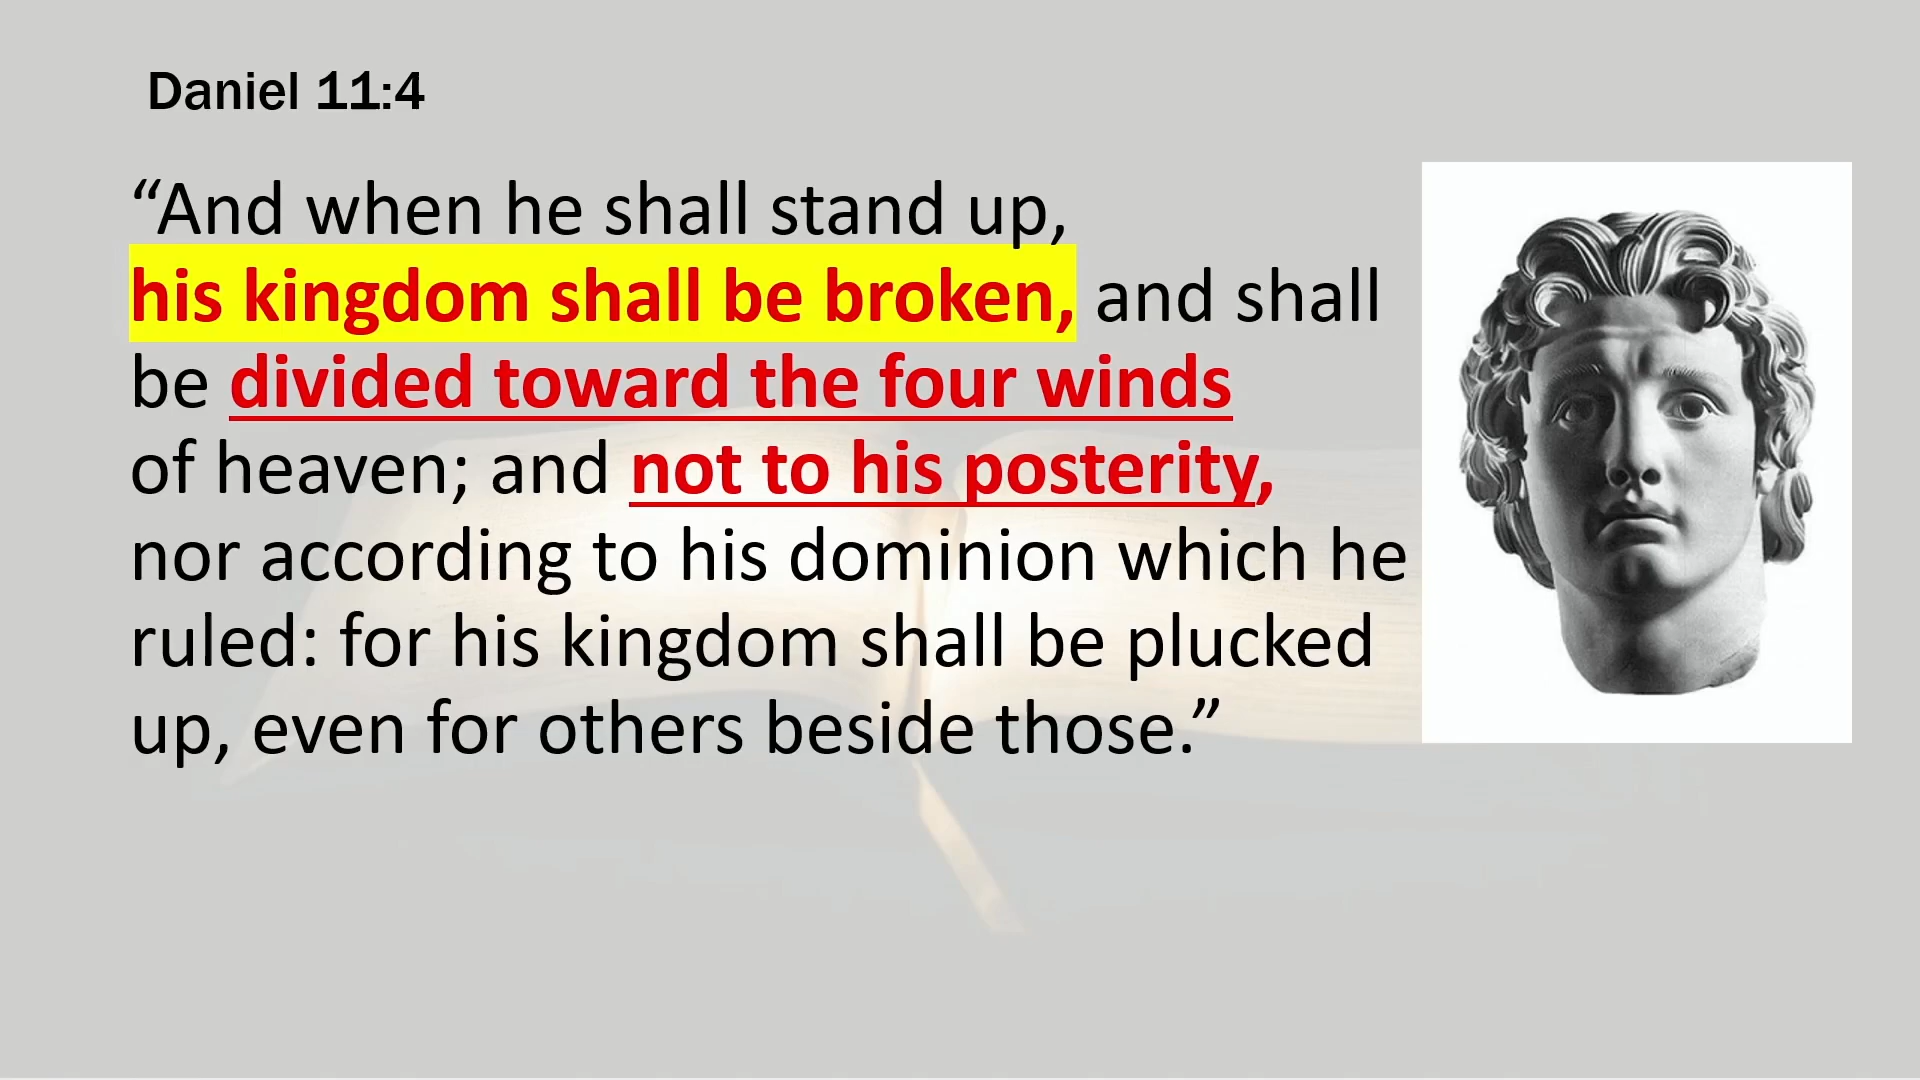 Daniel 11:4
“And when he shall stand up,
his kingdom shall be broken, and shall
be divided toward the four winds
of heaven; and not to his posterity,
nor according to his dominion which he
ruled: for his kingdom shall be plucked
up, even for others beside those.”